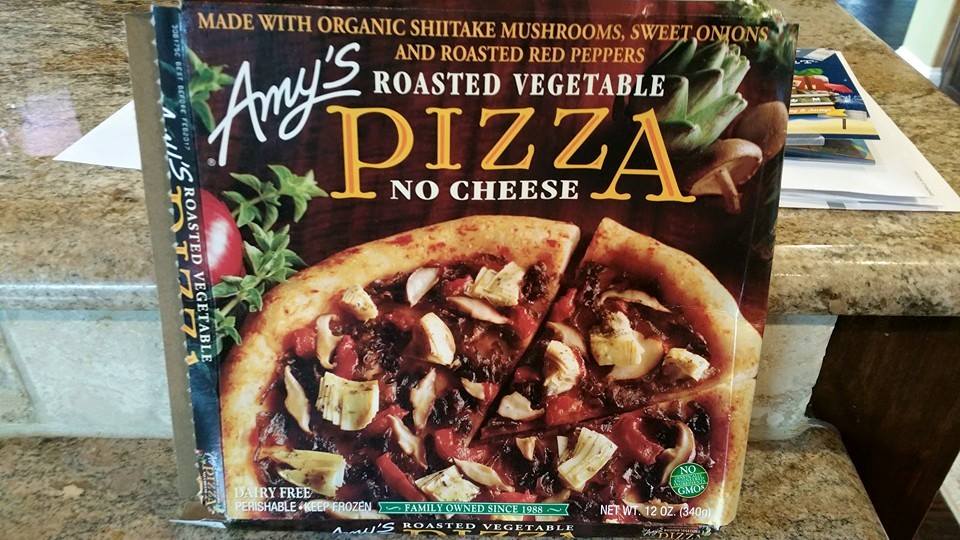 MADE WITH ORGANIC SHIITAKE MUSHROOMS, SWEET ONIONS
AND ROASTED RED PEPPERS
Amy's ROASTED VEGETABLE
®
PIZZA
NO CHEESE
ROASTED VEGETABLE
DAIRY FREE
PERISHABLE • KEEP FROZEN
FAMILY OWNED SINCE 1988
NO
GMOs
NET WT. 12 OZ. (340g)
Amy's ROASTED VEGETABLE
PIZZA